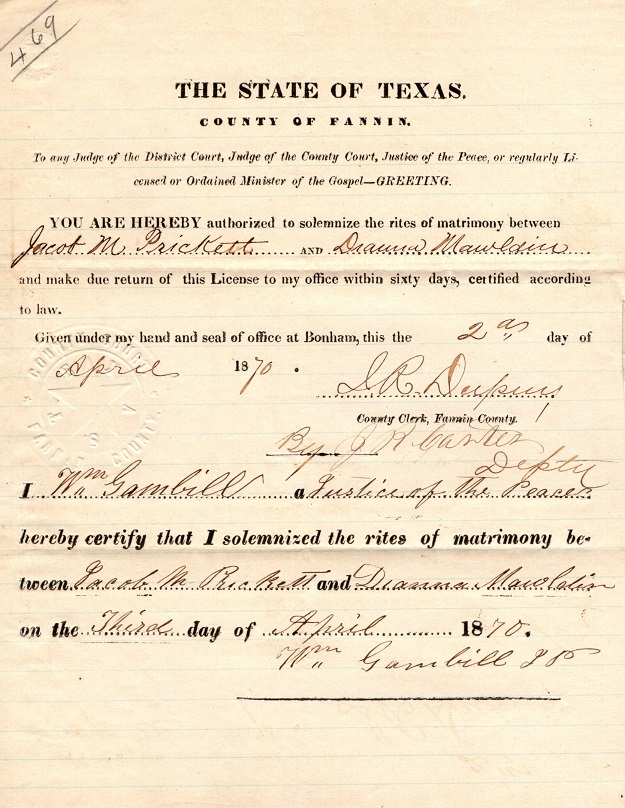 469
THE STATE OF TEXAS.
COUNTY OF FANNIN.
To any Judge of the District Court, Judge of the County Court, Justice of the Peace, or regularly Li-
censed or Ordained Minister of the Gospel—GREETING.
YOU ARE HEREBY authorized to solemnize the rites of matrimony between
Jacob M. Prickett AND Dianna Mawldin
and make due return of this License to my office within sixty days, certified according
to law.
Given under my hand and seal of office at Bonham, this the 2 day of
April 1870.
County Clerk, Fannin County.
By J H Carter
Depty
I Wm Gambill a Justice of The Peace
hereby certify that I solemnized the rites of matrimony be-
tween Jacob M Prickett and Dianna Mawldin
on the Third day of April 1870.
Wm Gambill J P